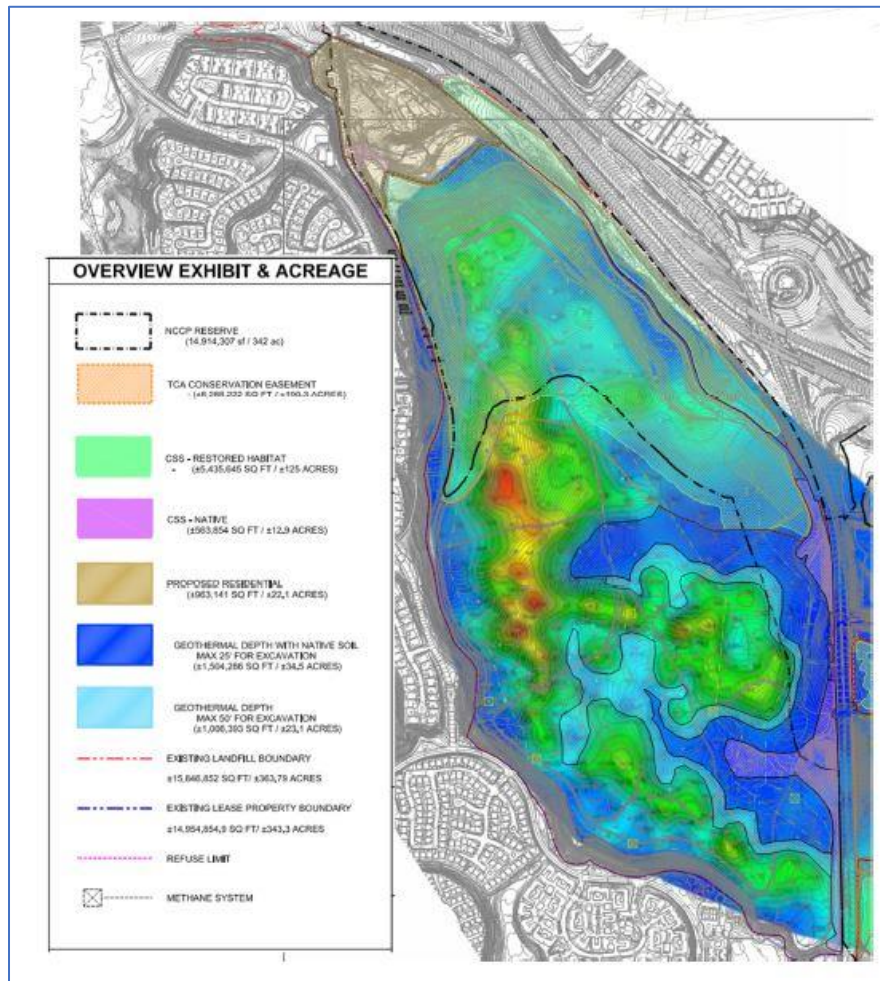 OVERVIEW EXHIBIT & ACREAGE
NCCP RESERVE
(14,914,307 sf / 342 ac)
TCA CONSERVATION EASEMENT
SQ FT / ACRES)
CSS - RESTORED HABITAT
- (±5,435,645 SQ FT / ±125 ACRES)
CSS - NATIVE
(±563,854 SQ FT / ±12.9 ACRES)
PROPOSED RESIDENTIAL
(±963,141 SQ FT / ±22.1 ACRES)
GEOTHERMAL DEPTH WITH NATIVE SOIL
MAX 25' FOR EXCAVATION
(±1,504,286 SQ FT / ±34.5 ACRES)
GEOTHERMAL DEPTH
MAX 50' FOR EXCAVATION
SQ FT / ±23.1 ACRES)
EXISTING LANDFILL BOUNDARY
±15,846,852 SQ FT/ ±363.79 ACRES
EXISTING LEASE PROPERTY BOUNDARY
±14,954,854.9 SQ FT/ ±343.3 ACRES
REFUSE LIMIT
METHANE SYSTEM